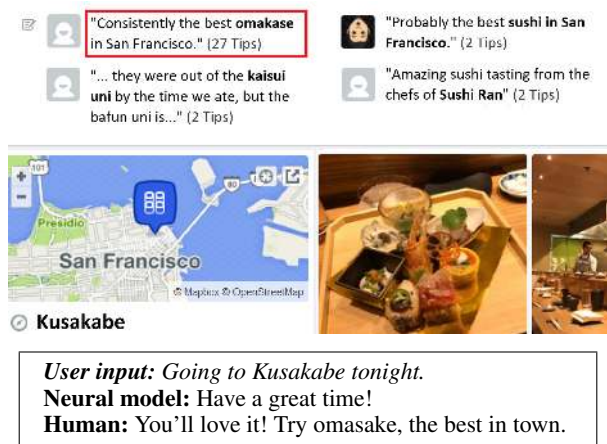 "Consistently the best omakase
in San Francisco." (27 Tips)
"... they were out of the kaisui
uni by the time we ate, but the
bafun uni is..." (2 Tips)
"Probably the best sushi in San
Francisco." (2 Tips)
"Amazing sushi tasting from the
chefs of Sushi Ran" (2 Tips)
+
−
101
80
Presidio
San Francisco
© Mapbox © OpenStreetMap
Kusakabe
User input: Going to Kusakabe tonight.
Neural model: Have a great time!
Human: You'll love it! Try omasake, the best in town.